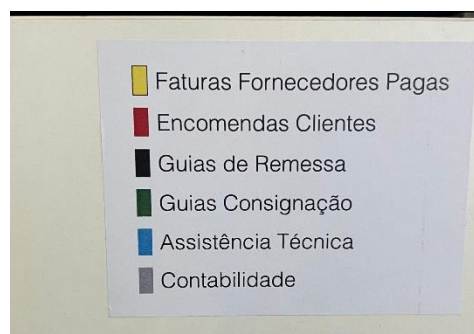 Faturas Fornecedores Pagas
Encomendas Clientes
Guias de Remessa
Guias Consignação
Assistência Técnica
Contabilidade